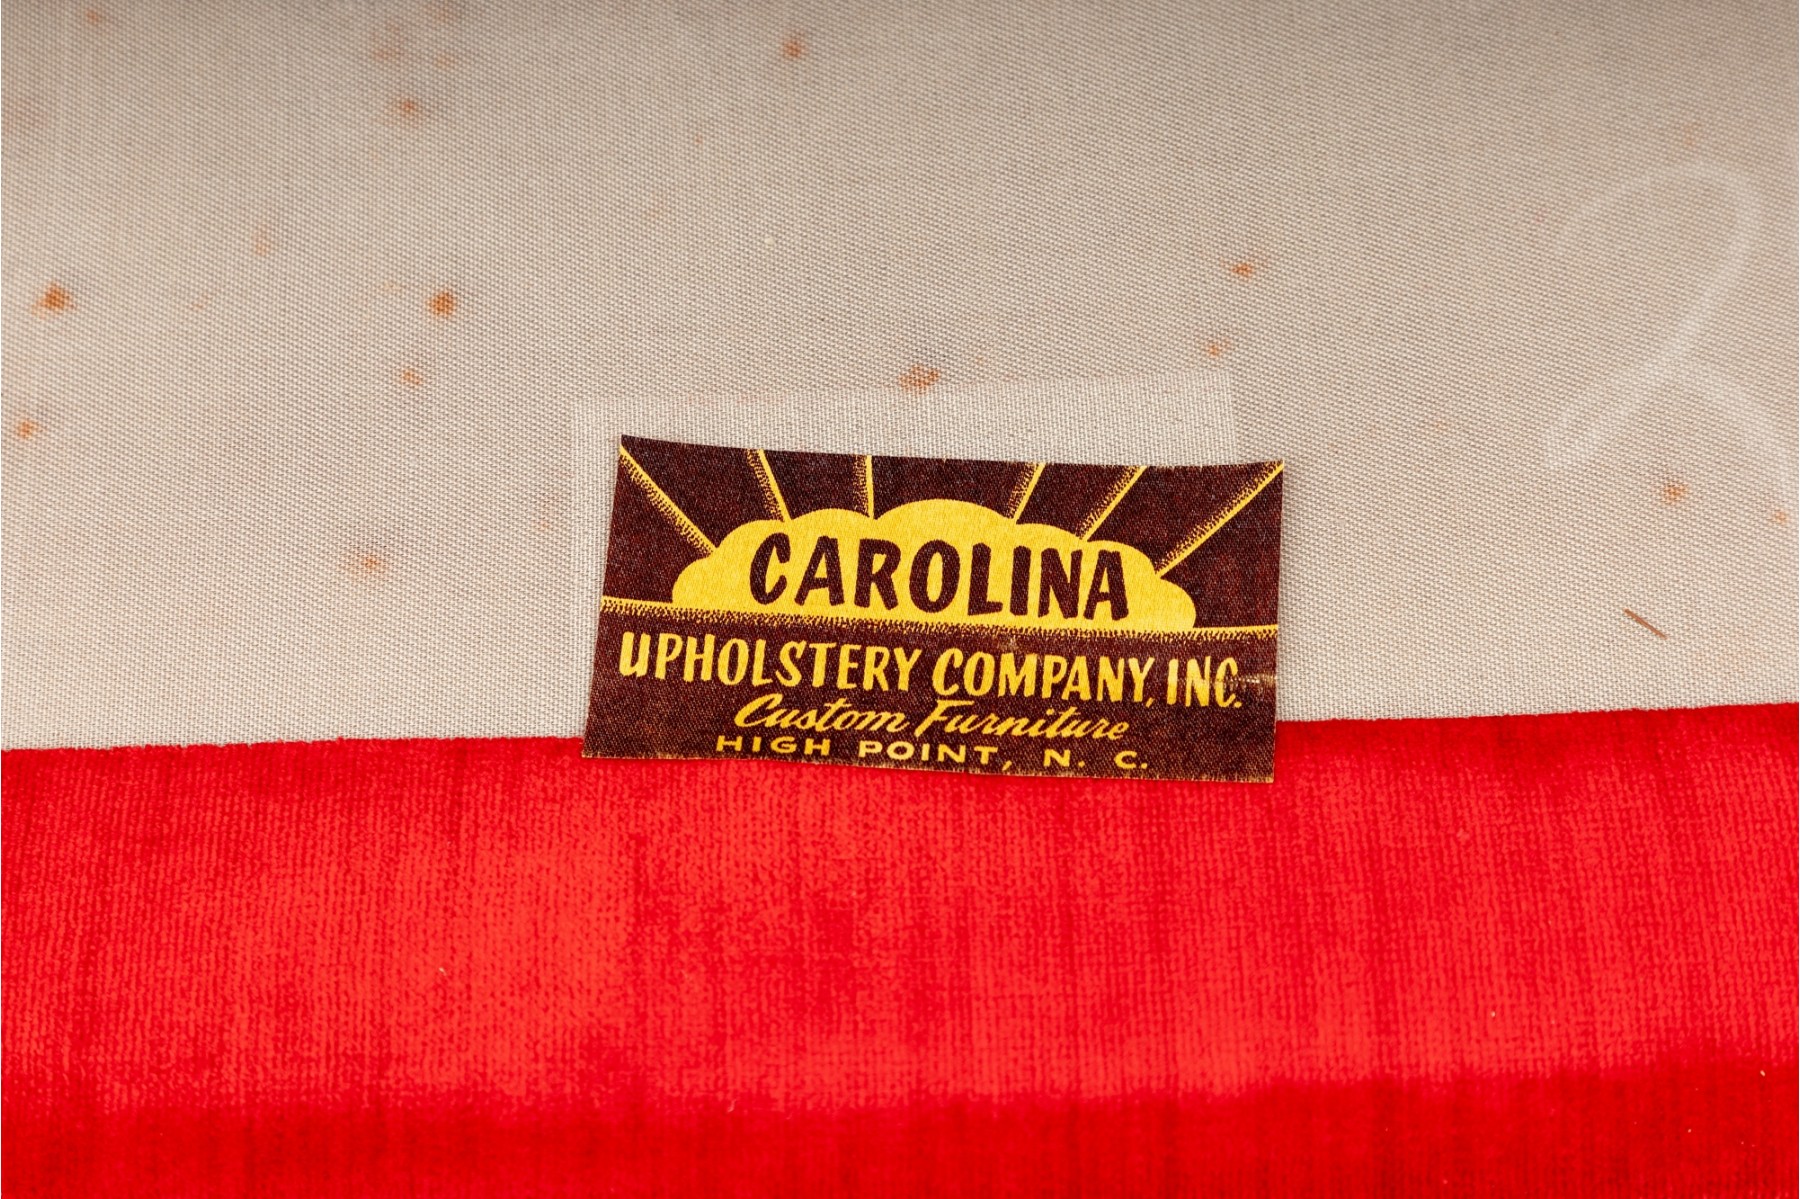 CAROLINA
UPHOLSTERY COMPANY, INC.
Custom Furniture
HIGH POINT, N. C.